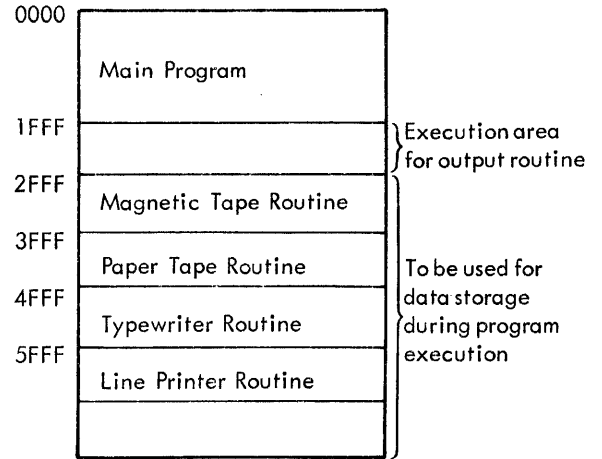 0000
Main Program
1FFF
Execution area
for output routine
2FFF
Magnetic Tape Routine
3FFF
Paper Tape Routine
To be used for
4FFF
data storage
Typewriter Routine
during program
5FFF
execution
Line Printer Routine